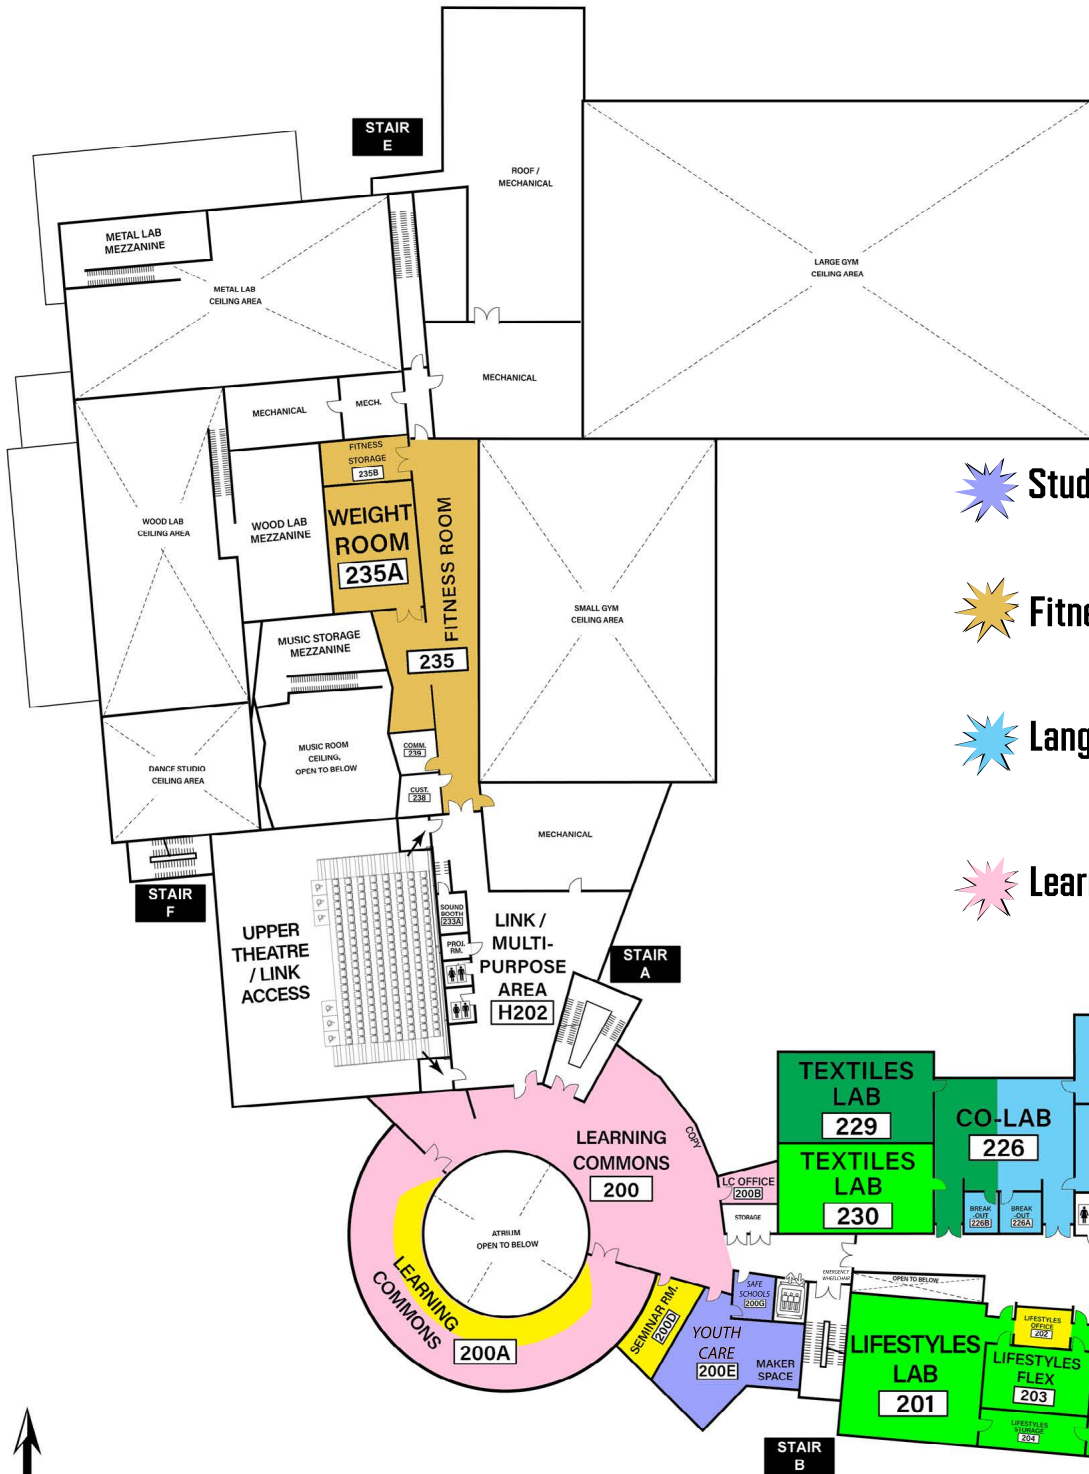 STAIR
E
ROOF /
MECHANICAL
METAL LAB
MEZZANINE
METAL LAB
CEILING AREA
LARGE GYM
CEILING AREA
MECHANICAL
MECHANICAL
MECH.
FITNESS
STORAGE
235B
WOOD LAB
CEILING AREA
WOOD LAB
MEZZANINE
WEIGHT
ROOM
235A
FITNESS ROOM
235
SMALL GYM
CEILING AREA
MUSIC STORAGE
MEZZANINE
MUSIC ROOM
CEILING,
OPEN TO BELOW
DANCE STUDIO
CEILING AREA
COMM.
239
CUST.
238
MECHANICAL
STAIR
F
UPPER
THEATRE
/ LINK
ACCESS
SOUND
BOOTH
233A
PROJ.
RM.
LINK /
MULTI-
PURPOSE
AREA
H202
STAIR
A
Stud
Fitne
Lang
Lear
LEARNING
COMMONS
200
COPY
LC OFFICE
200B
STORAGE
ATRIUM
OPEN TO BELOW
LEARNING
COMMONS
200A
SEMINAR RM.
200D
SAFE
SCHOOLS
200G
YOUTH
CARE
200E
MAKER
SPACE
EMERGENCY
WHEELCHAIR
STAIR
B
TEXTILES
LAB
229
TEXTILES
LAB
230
CO-LAB
226
BREAK
-OUT
226B
BREAK
-OUT
226A
OPEN TO BELOW
LIFESTYLES
LAB
201
LIFESTYLES
OFFICE
202
LIFESTYLES
FLEX
203
LIFESTYLES
STORAGE
204